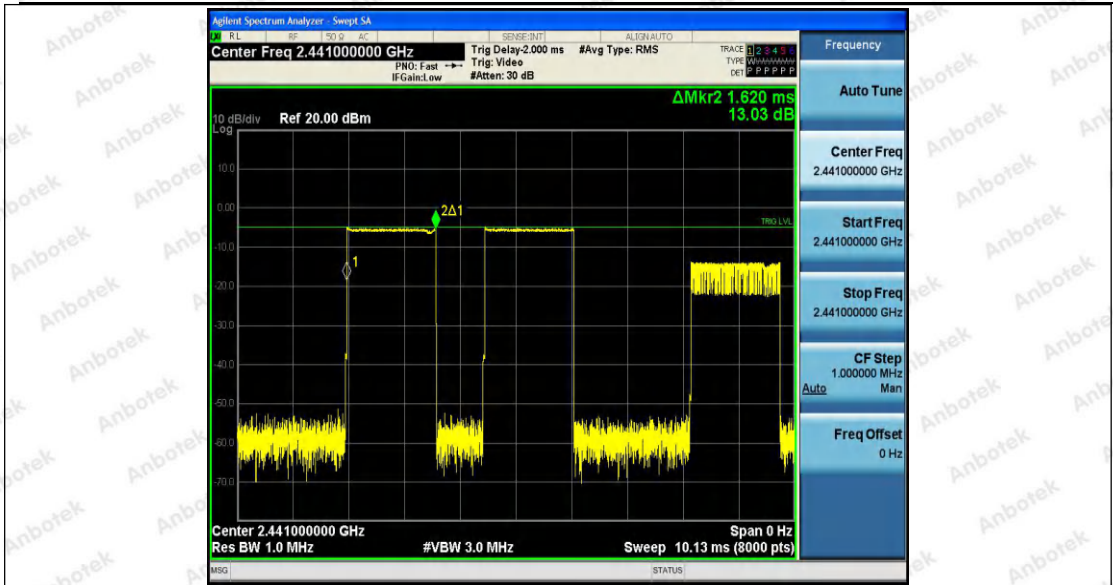 Agilent Spectrum Analyzer - Swept SA
RL RF 50 Ω AC SENSE:INT ALIGN AUTO
Center Freq 2.441000000 GHz
PNO: Fast
IFGain:Low
Trig Delay-2.000 ms
Trig: Video
#Atten: 30 dB
#Avg Type: RMS
TRACE 1 2 3 4 5 6
TYPE
DET P P P P P P
ΔMkr2 1.620 ms
13.03 dB
10 dB/div Ref 20.00 dBm
Log
10.0
0.00
-10.0
-20.0
-30.0
-40.0
-50.0
-60.0
-70.0
2Δ1
1
TRIG LVL
Center 2.441000000 GHz
Span 0 Hz
Res BW 1.0 MHz
#VBW 3.0 MHz
Sweep 10.13 ms (8000 pts)
MSG
STATUS
Frequency
Auto Tune
Center Freq
2.441000000 GHz
Start Freq
2.441000000 GHz
Stop Freq
2.441000000 GHz
CF Step
1.000000 MHz
Auto Man
Freq Offset
0 Hz
Anbotek